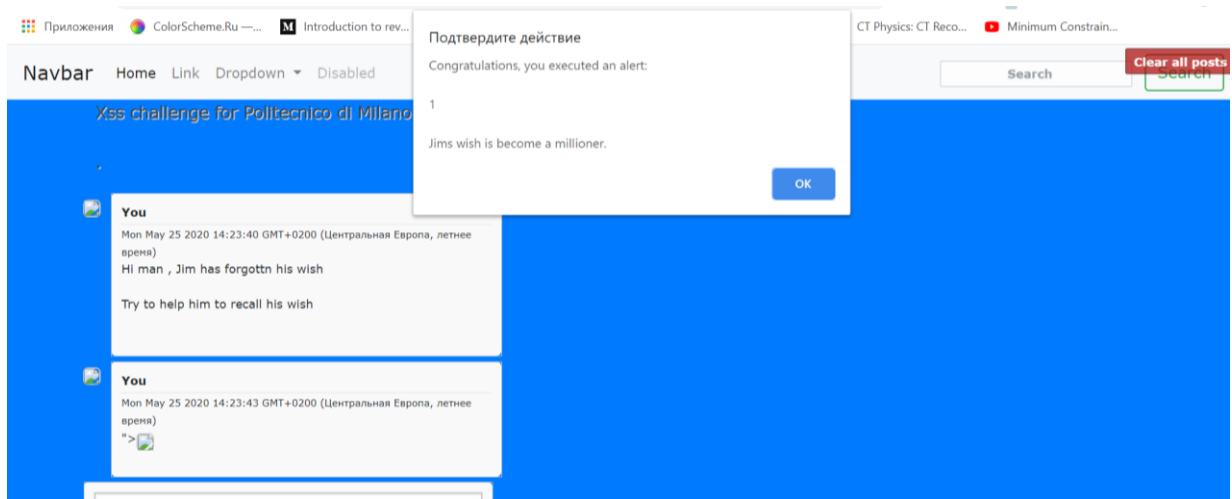 Приложения ColorScheme.Ru —... Introduction to rev... CT Physics: CT Reco... Minimum Constrain...
Navbar Home Link Dropdown Disabled Search Search
Clear all posts
Подтвердите действие
Congratulations, you executed an alert:
1
Jims wish is become a millioner.
OK
Xss challenge for Politecnico di Milano
.
You
Mon May 25 2020 14:23:40 GMT+0200 (Центральная Европа, летнее
время)
Hi man , Jim has forgottn his wish
Try to help him to recall his wish
You
Mon May 25 2020 14:23:43 GMT+0200 (Центральная Европа, летнее
время)
">